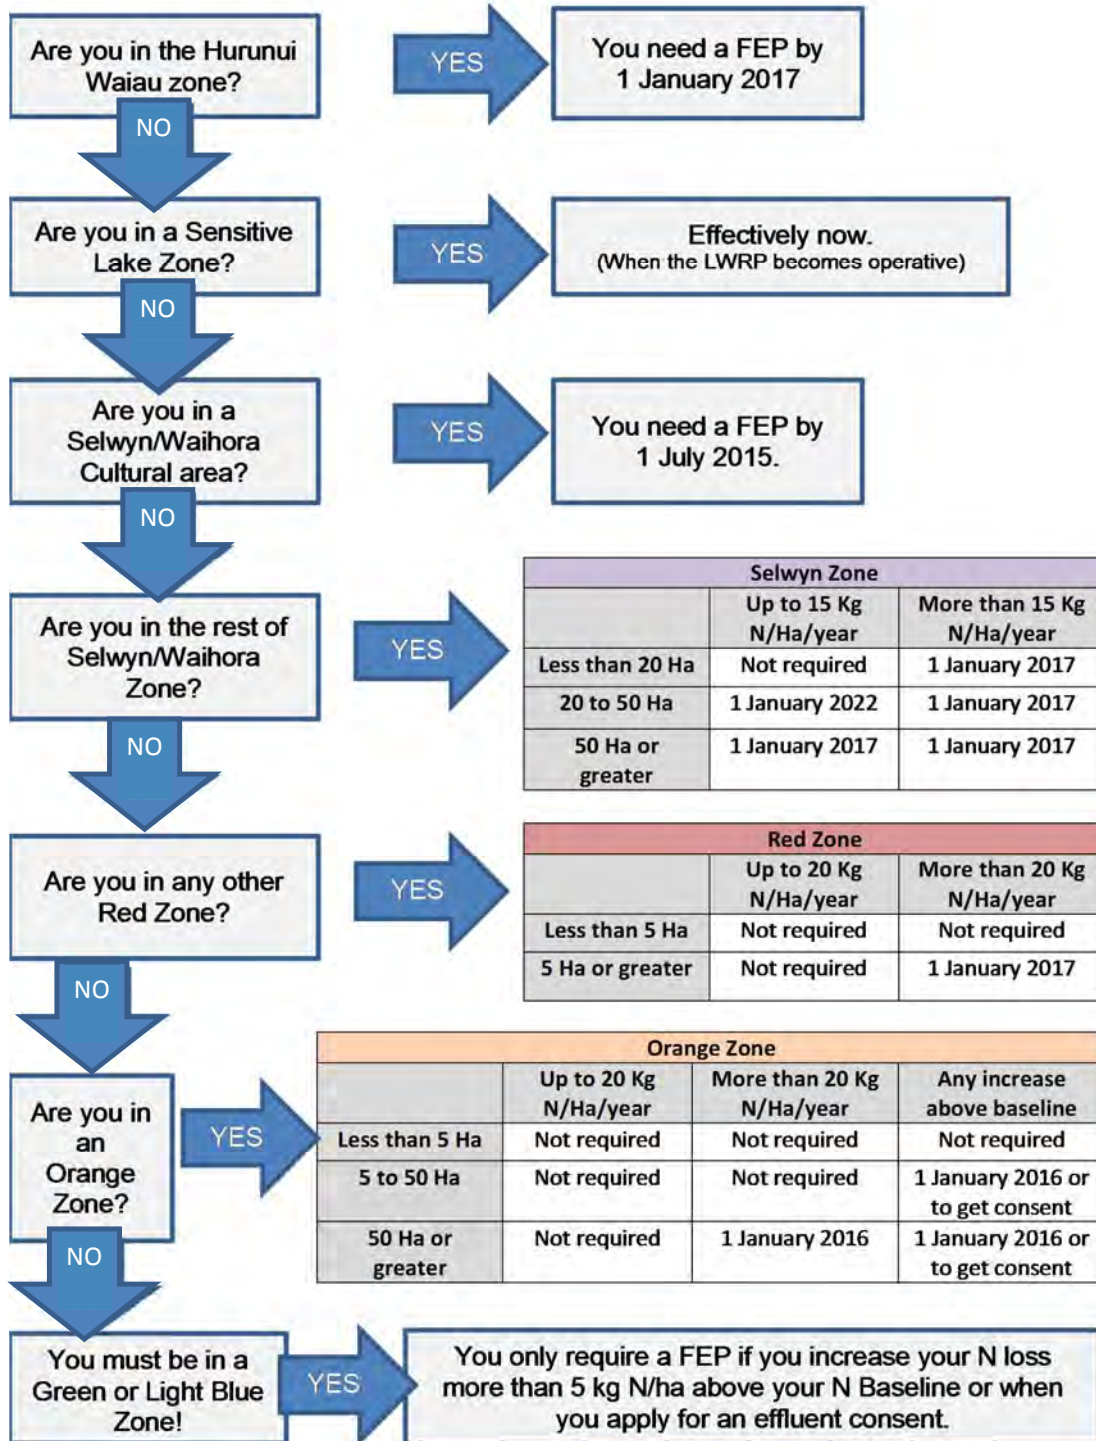 Are you in the Hurunui
Waiau zone?
YES
You need a FEP by
1 January 2017
NO
Are you in a Sensitive
Lake Zone?
YES
Effectively now.
(When the LWRP becomes operative)
NO
Are you in a
Selwyn/Waihora
Cultural area?
YES
You need a FEP by
1 July 2015.
NO
Are you in the rest of
Selwyn/Waihora
Zone?
YES
Selwyn Zone
Up to 15 Kg
N/Ha/year
More than 15 Kg
N/Ha/year
Less than 20 Ha
Not required
1 January 2017
20 to 50 Ha
1 January 2022
1 January 2017
50 Ha or
greater
1 January 2017
1 January 2017
NO
Are you in any other
Red Zone?
YES
Red Zone
Up to 20 Kg
N/Ha/year
More than 20 Kg
N/Ha/year
Less than 5 Ha
Not required
Not required
5 Ha or greater
Not required
1 January 2017
NO
Are you in
an
Orange
Zone?
YES
Orange Zone
Up to 20 Kg
N/Ha/year
More than 20 Kg
N/Ha/year
Any increase
above baseline
Less than 5 Ha
Not required
Not required
Not required
5 to 50 Ha
Not required
Not required
1 January 2016 or
to get consent
50 Ha or
greater
Not required
1 January 2016
1 January 2016 or
to get consent
NO
You must be in a
Green or Light Blue
Zone!
YES
You only require a FEP if you increase your N loss
more than 5 kg N/ha above your N Baseline or when
you apply for an effluent consent.